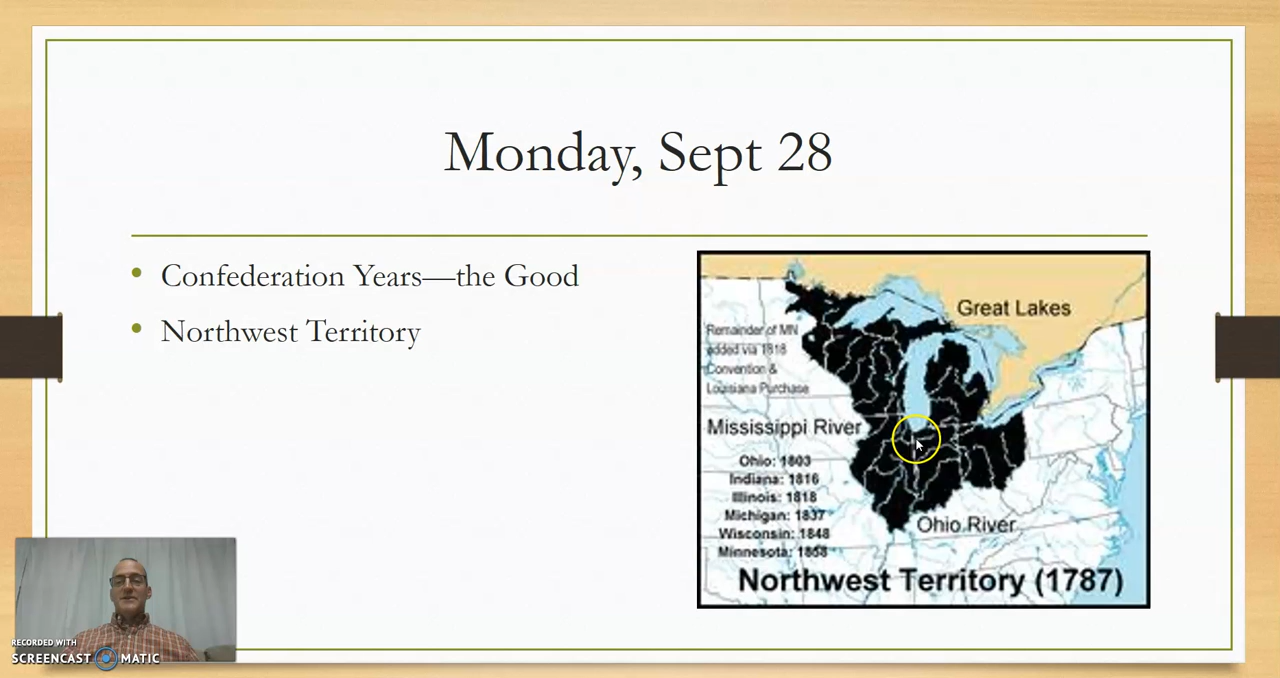 Monday, Sept 28
Confederation Years—the Good
Northwest Territory
Great Lakes
Remainder of MN
added via 1818
Convention &
Louisiana Purchase
Mississippi River
Ohio: 1803
Indiana: 1816
Illinois: 1818
Michigan: 1837
Wisconsin: 1848
Minnesota: 1858
Ohio River
Northwest Territory (1787)
RECORDED WITH
SCREENCAST MATIC